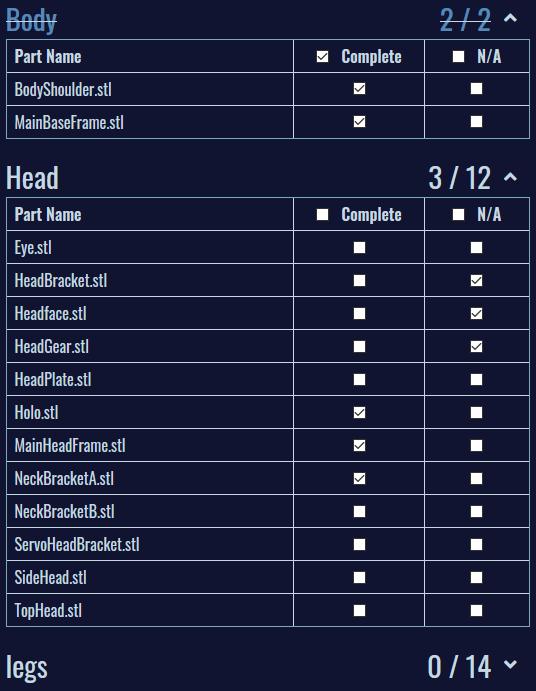 Body 2 / 2
Part Name Complete N/A
BodyShoulder.stl
MainBaseFrame.stl
Head 3 / 12
Part Name Complete N/A
Eye.stl
HeadBracket.stl
Headface.stl
HeadGear.stl
HeadPlate.stl
Holo.stl
MainHeadFrame.stl
NeckBracketA.stl
NeckBracketB.stl
ServoHeadBracket.stl
SideHead.stl
TopHead.stl
legs 0 / 14